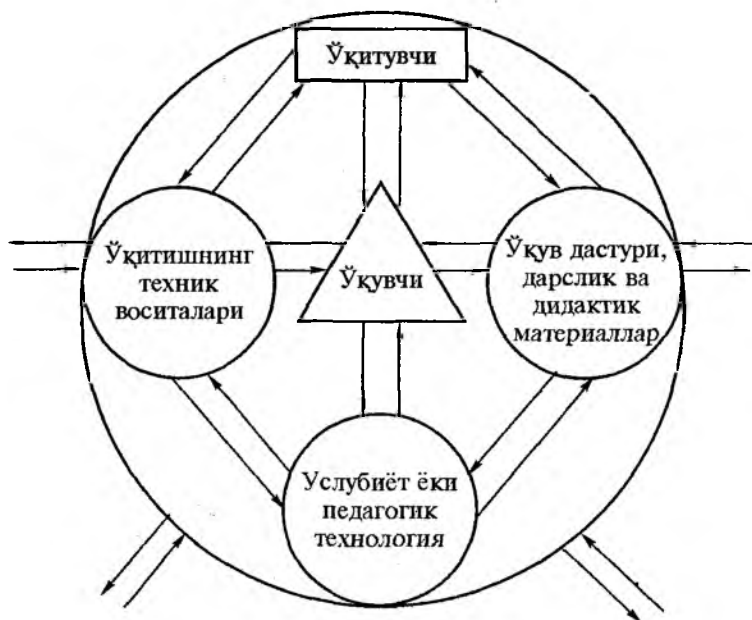 Ўқитувчи
Ўқитишнинг
техник
воситалари
Ўқувчи
Ўқув дастури,
дарслик ва
дидактик
материаллар
Услубиёт ёки
педагогик
технология